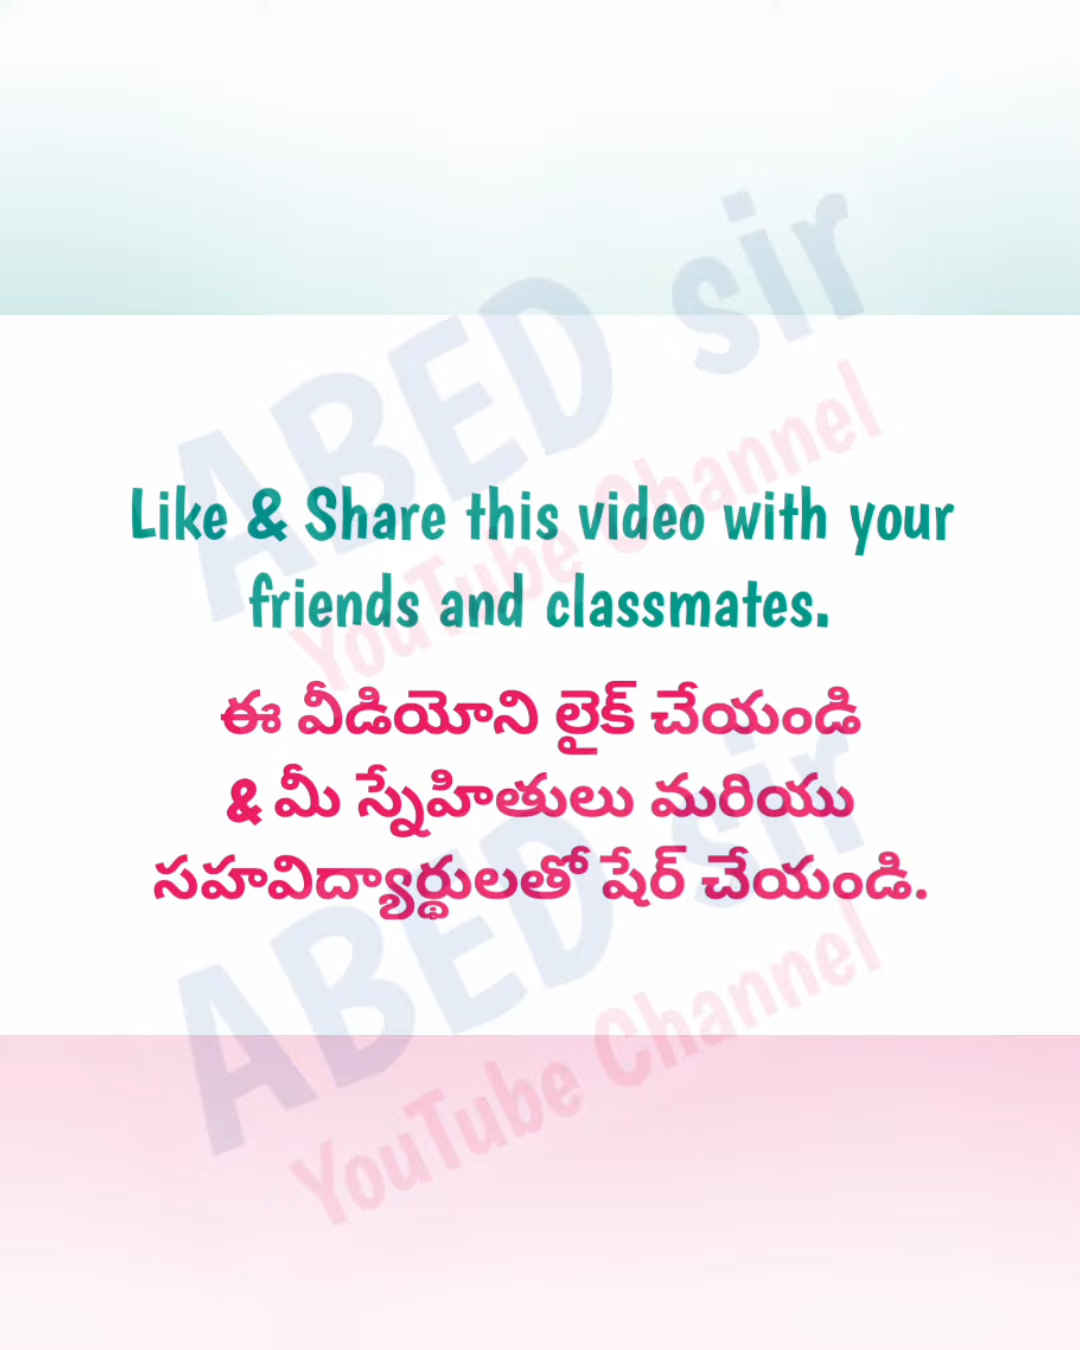 Like & Share this video with your
friends and classmates.
ఈ వీడియోని లైక్ చేయండి
& మీ స్నేహితులు మరియు
సహవిద్యార్థులతో షేర్ చేయండి.
ABED sir
YouTube Channel
ABED sir
YouTube Channel